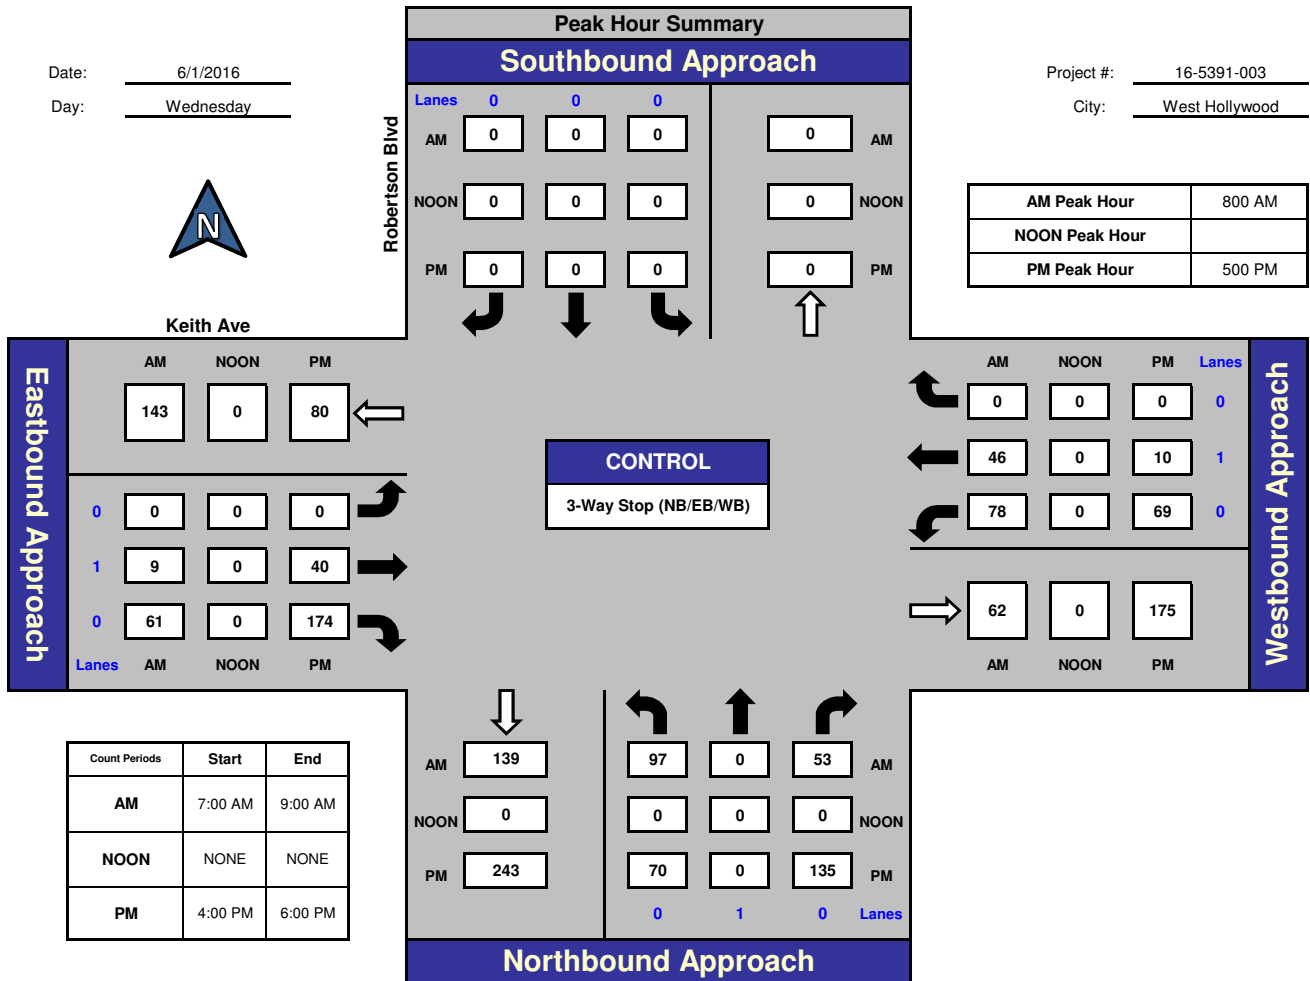 Peak Hour Summary
Southbound Approach
Date: 6/1/2016
Day: Wednesday
Project #: 16-5391-003
City: West Hollywood
N
Robertson Blvd
Keith Ave
Lanes 0 0 0
AM 0 0 0 0 AM
NOON 0 0 0 0 NOON
PM 0 0 0 0 PM
AM Peak Hour 800 AM
NOON Peak Hour
PM Peak Hour 500 PM
Eastbound Approach
AM NOON PM
143 0 80
0 0 0 0
1 9 0 40
0 61 0 174
Lanes AM NOON PM
CONTROL
3-Way Stop (NB/EB/WB)
Westbound Approach
AM NOON PM Lanes
0 0 0 0
46 0 10 1
78 0 69 0
62 0 175
AM NOON PM
Count Periods Start End
AM 7:00 AM 9:00 AM
NOON NONE NONE
PM 4:00 PM 6:00 PM
AM 139 97 0 53 AM
NOON 0 0 0 0 NOON
PM 243 70 0 135 PM
0 1 0 Lanes
Northbound Approach